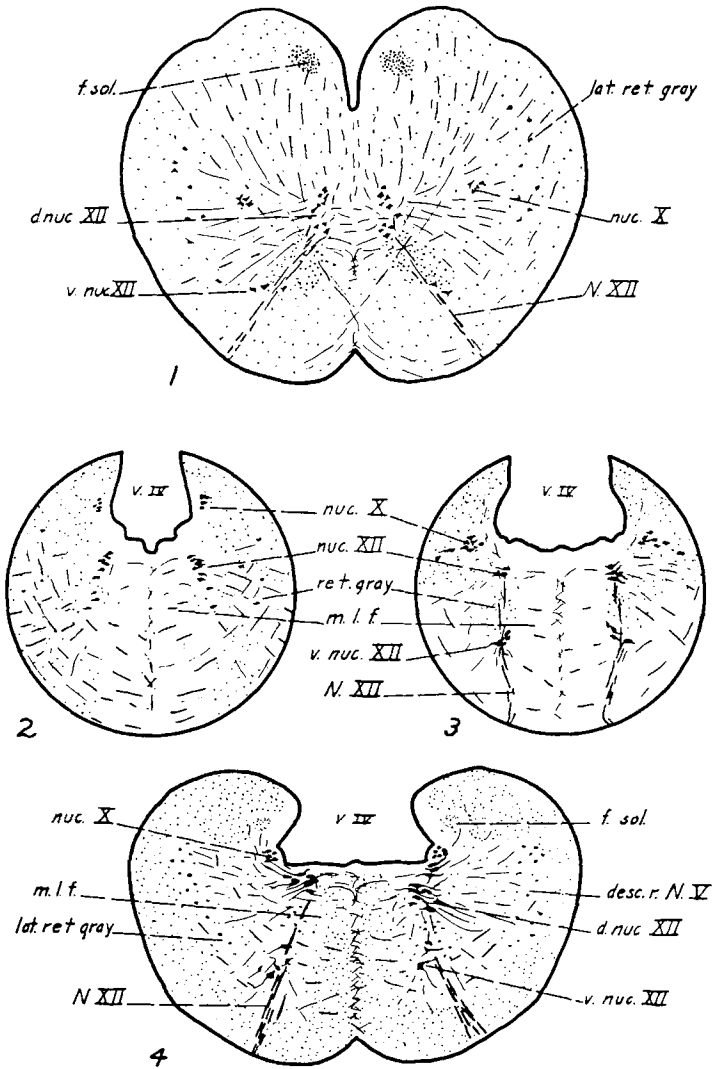 f. sol.
lat. ret. gray
d. nuc XII
nuc. X
v. nuc XII
N. XII
1
v. IV
v. IV
nuc. X
nuc. XII
ret. gray
m. l. f.
v. nuc. XII
N. XII
2
3
nuc. X
v IV
f. sol.
m. l. f.
desc. r. N. V
lat. ret gray
d. nuc XII
N XII
v. nuc. XII
4